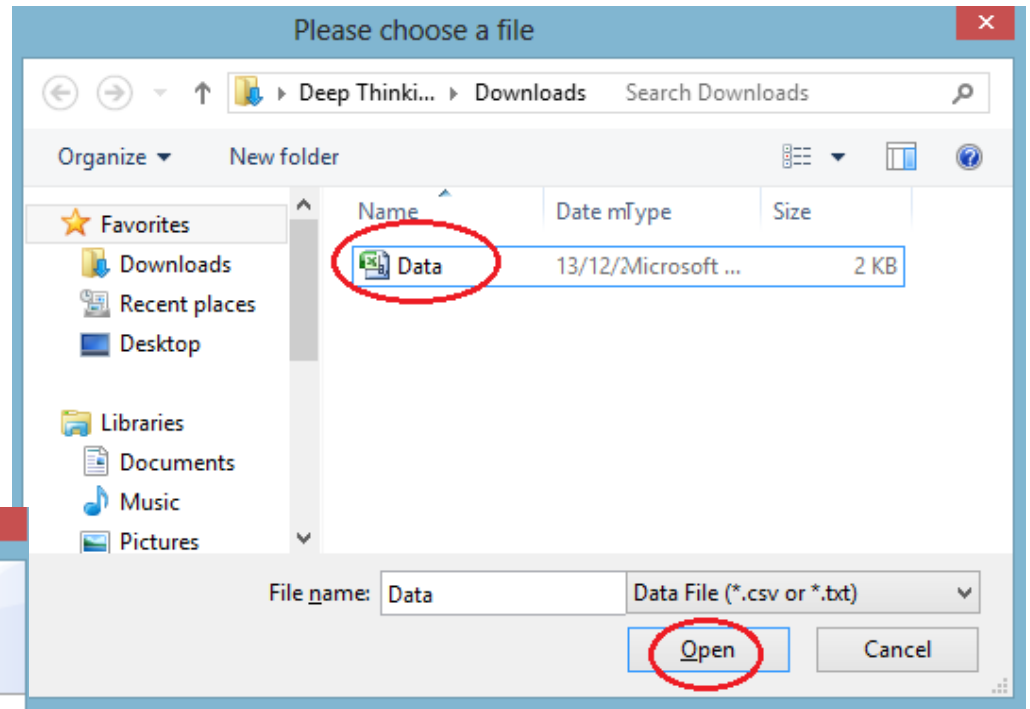 Please choose a file
Deep Thinki... Downloads Search Downloads
Organize New folder
Name Date m Type Size
Favorites
Data 13/12/2 Microsoft ... 2 KB
Downloads
Recent places
Desktop
Libraries
Documents
Music
Pictures
File name: Data Data File (*.csv or *.txt)
Open Cancel